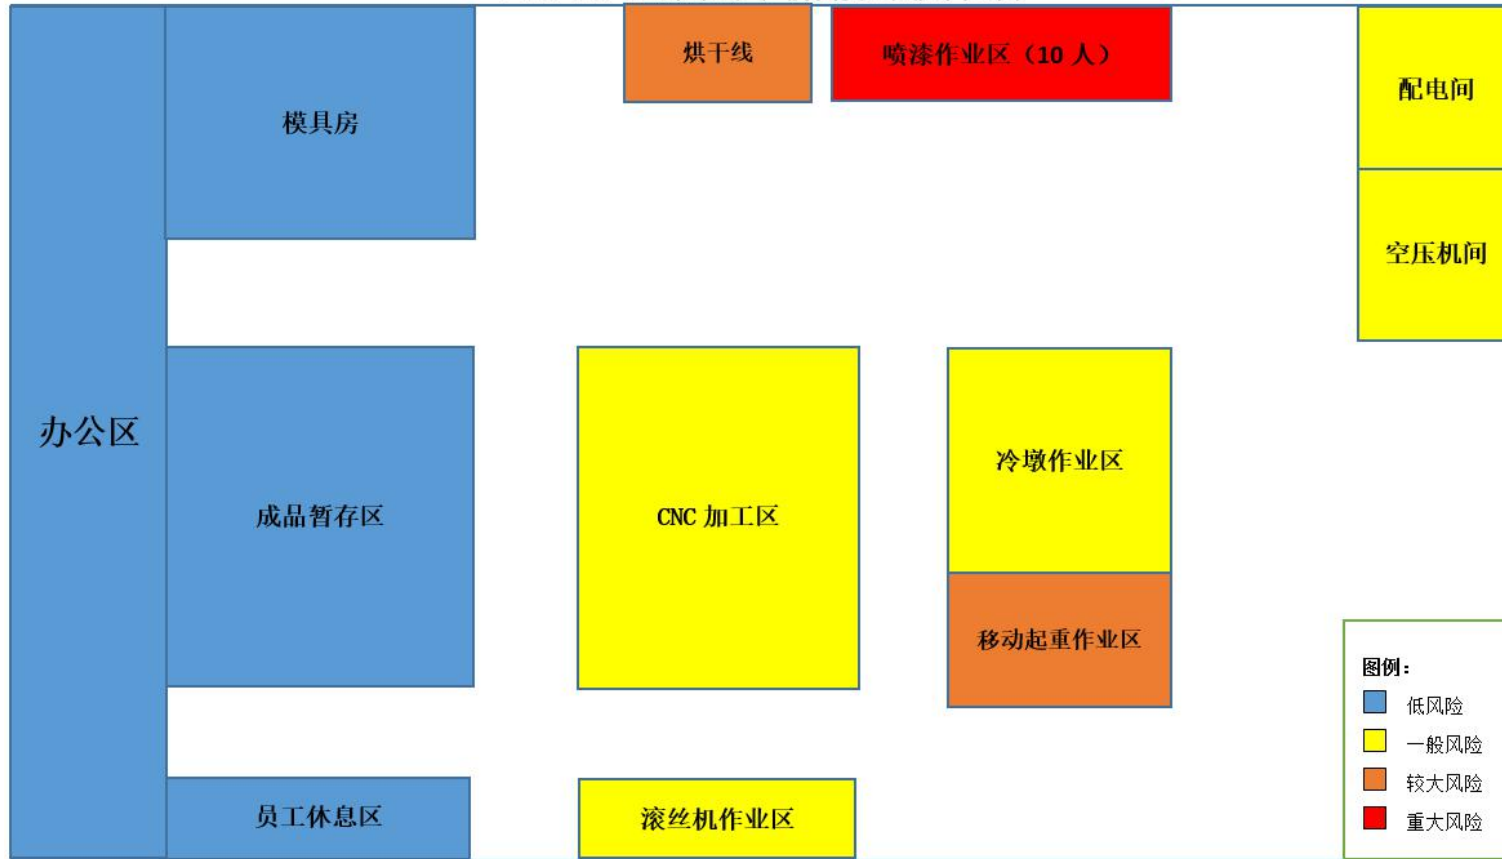 烘干线
喷漆作业区（10 人）
配电间
模具房
空压机间
办公区
冷墩作业区
成品暂存区
CNC 加工区
移动起重作业区
员工休息区
滚丝机作业区
图例：
低风险
一般风险
较大风险
重大风险